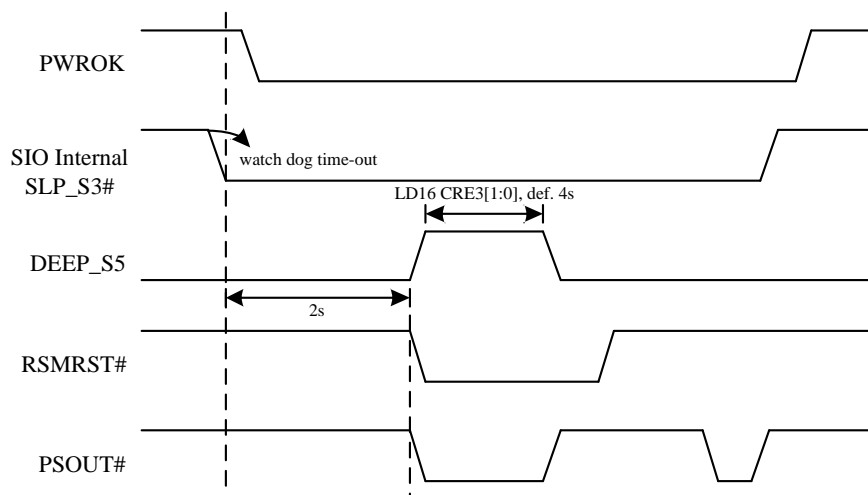 PWROK
SIO Internal
SLP_S3#
watch dog time-out
LD16 CRE3[1:0], def. 4s
DEEP_S5
2s
RSMRST#
PSOUT#